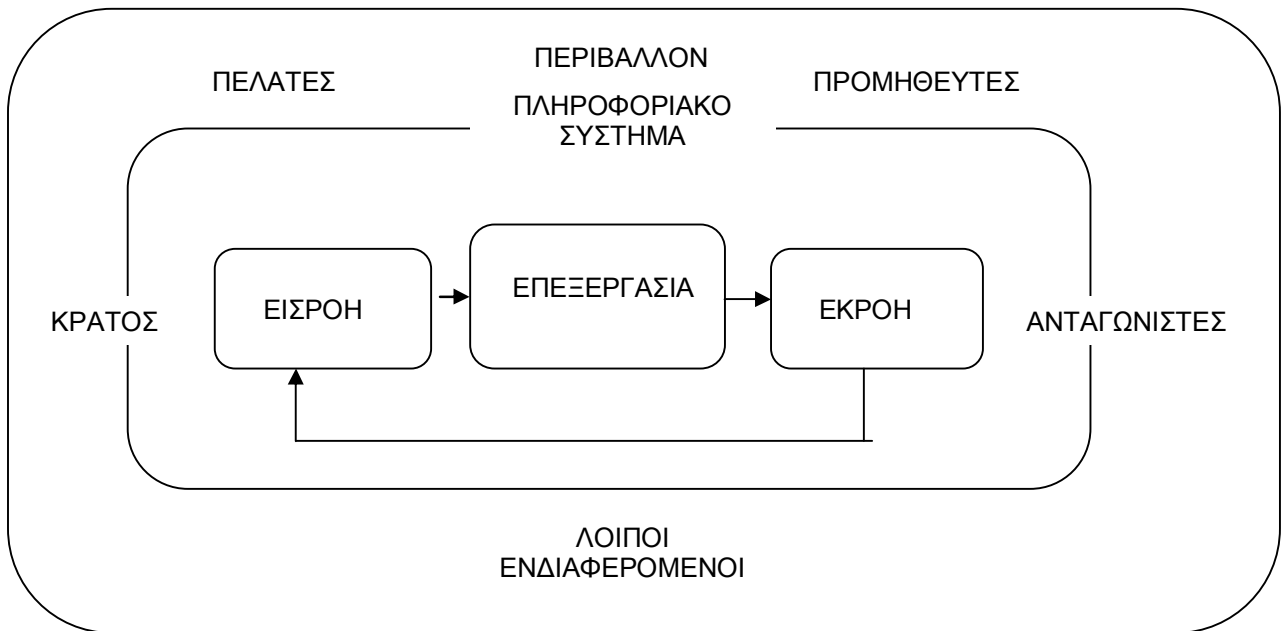 ΠΕΡΙΒΑΛΛΟΝ
ΠΕΛΑΤΕΣ
ΠΡΟΜΗΘΕΥΤΕΣ
ΠΛΗΡΟΦΟΡΙΑΚΟ
ΣΥΣΤΗΜΑ
ΕΙΣΡΟΗ
ΕΠΕΞΕΡΓΑΣΙΑ
ΕΚΡΟΗ
ΚΡΑΤΟΣ
ΑΝΤΑΓΩΝΙΣΤΕΣ
ΛΟΙΠΟΙ
ΕΝΔΙΑΦΕΡΟΜΕΝΟΙ